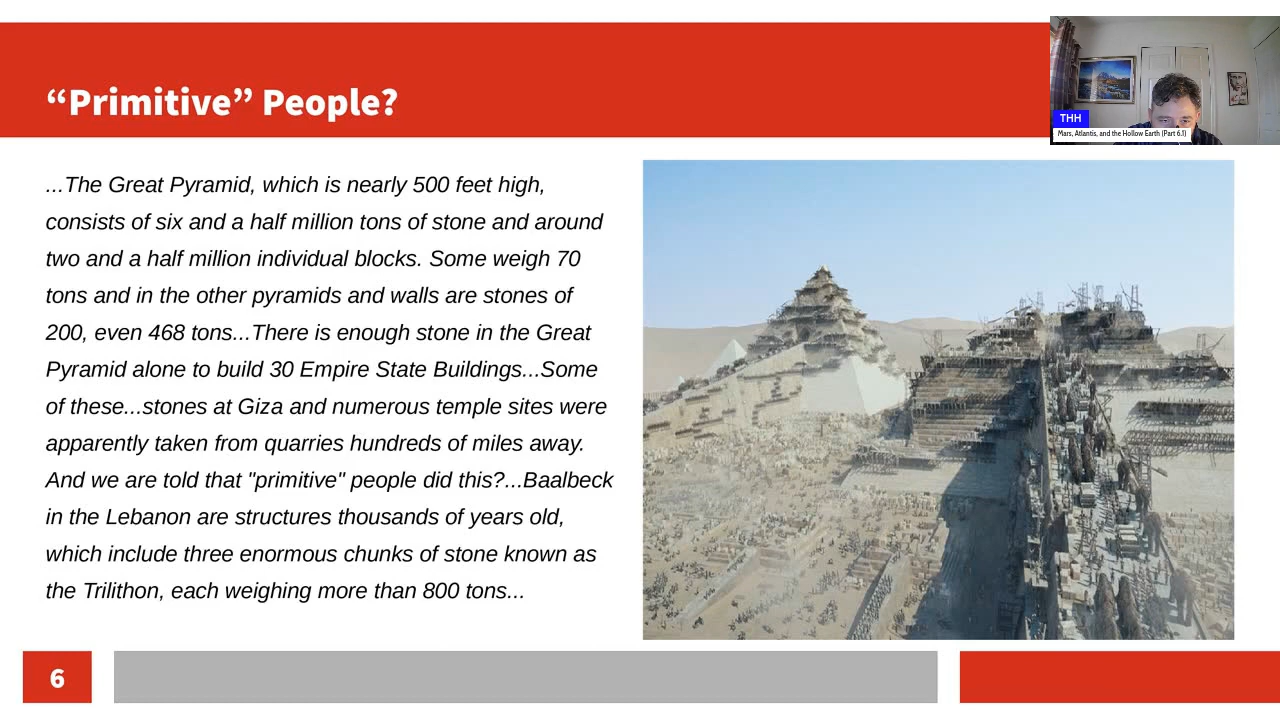 “Primitive” People?
THH
Mars, Atlantis, and the Hollow Earth (Part 6.1)
...The Great Pyramid, which is nearly 500 feet high,
consists of six and a half million tons of stone and around
two and a half million individual blocks. Some weigh 70
tons and in the other pyramids and walls are stones of
200, even 468 tons...There is enough stone in the Great
Pyramid alone to build 30 Empire State Buildings...Some
of these...stones at Giza and numerous temple sites were
apparently taken from quarries hundreds of miles away.
And we are told that "primitive" people did this?...Baalbeck
in the Lebanon are structures thousands of years old,
which include three enormous chunks of stone known as
the Trilithon, each weighing more than 800 tons...
6